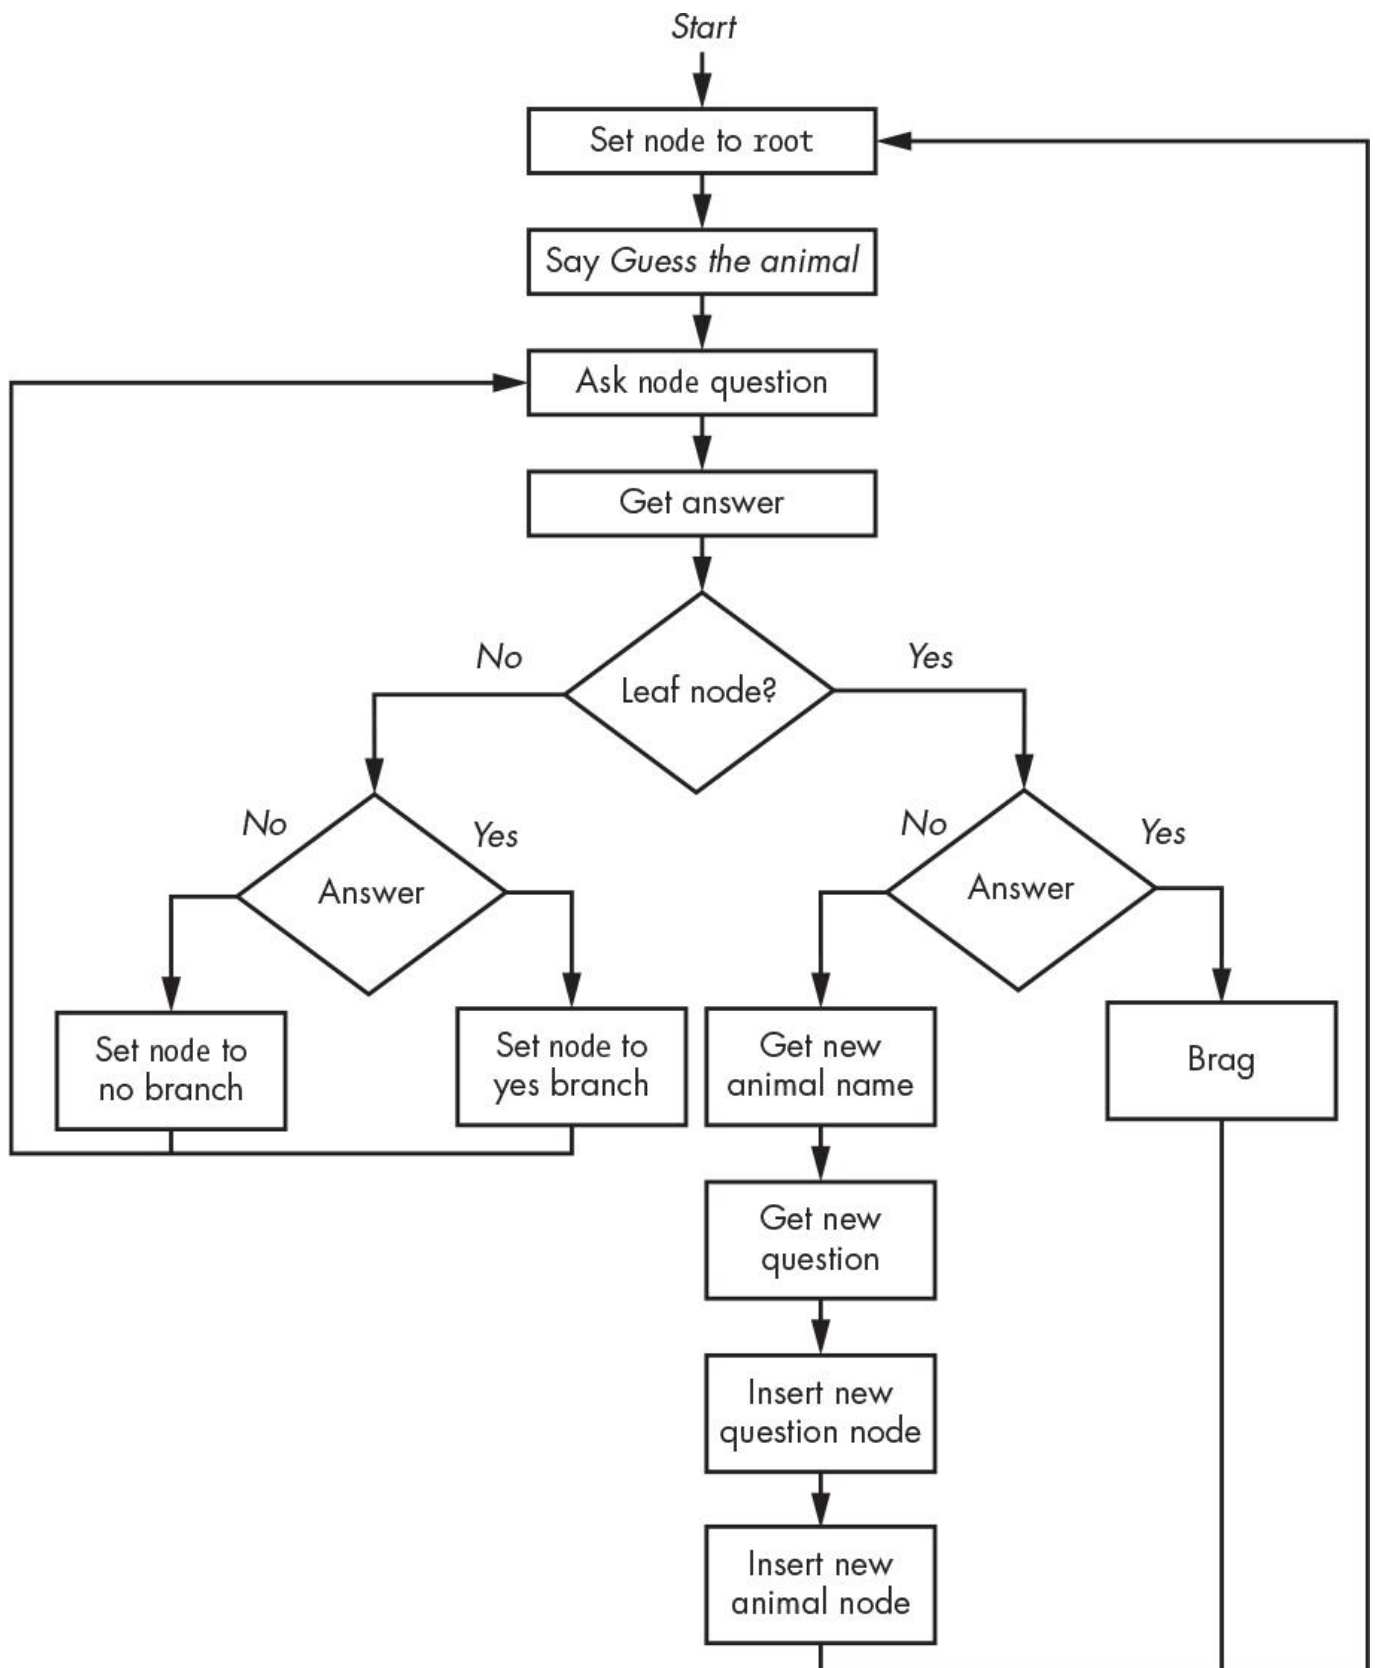 Start
Set node to root
Say Guess the animal
Ask node question
Get answer
No
Yes
Leaf node?
No
Yes
Answer
No
Yes
Answer
Set node to
no branch
Set node to
yes branch
Get new
animal name
Brag
Get new
question
Insert new
question node
Insert new
animal node